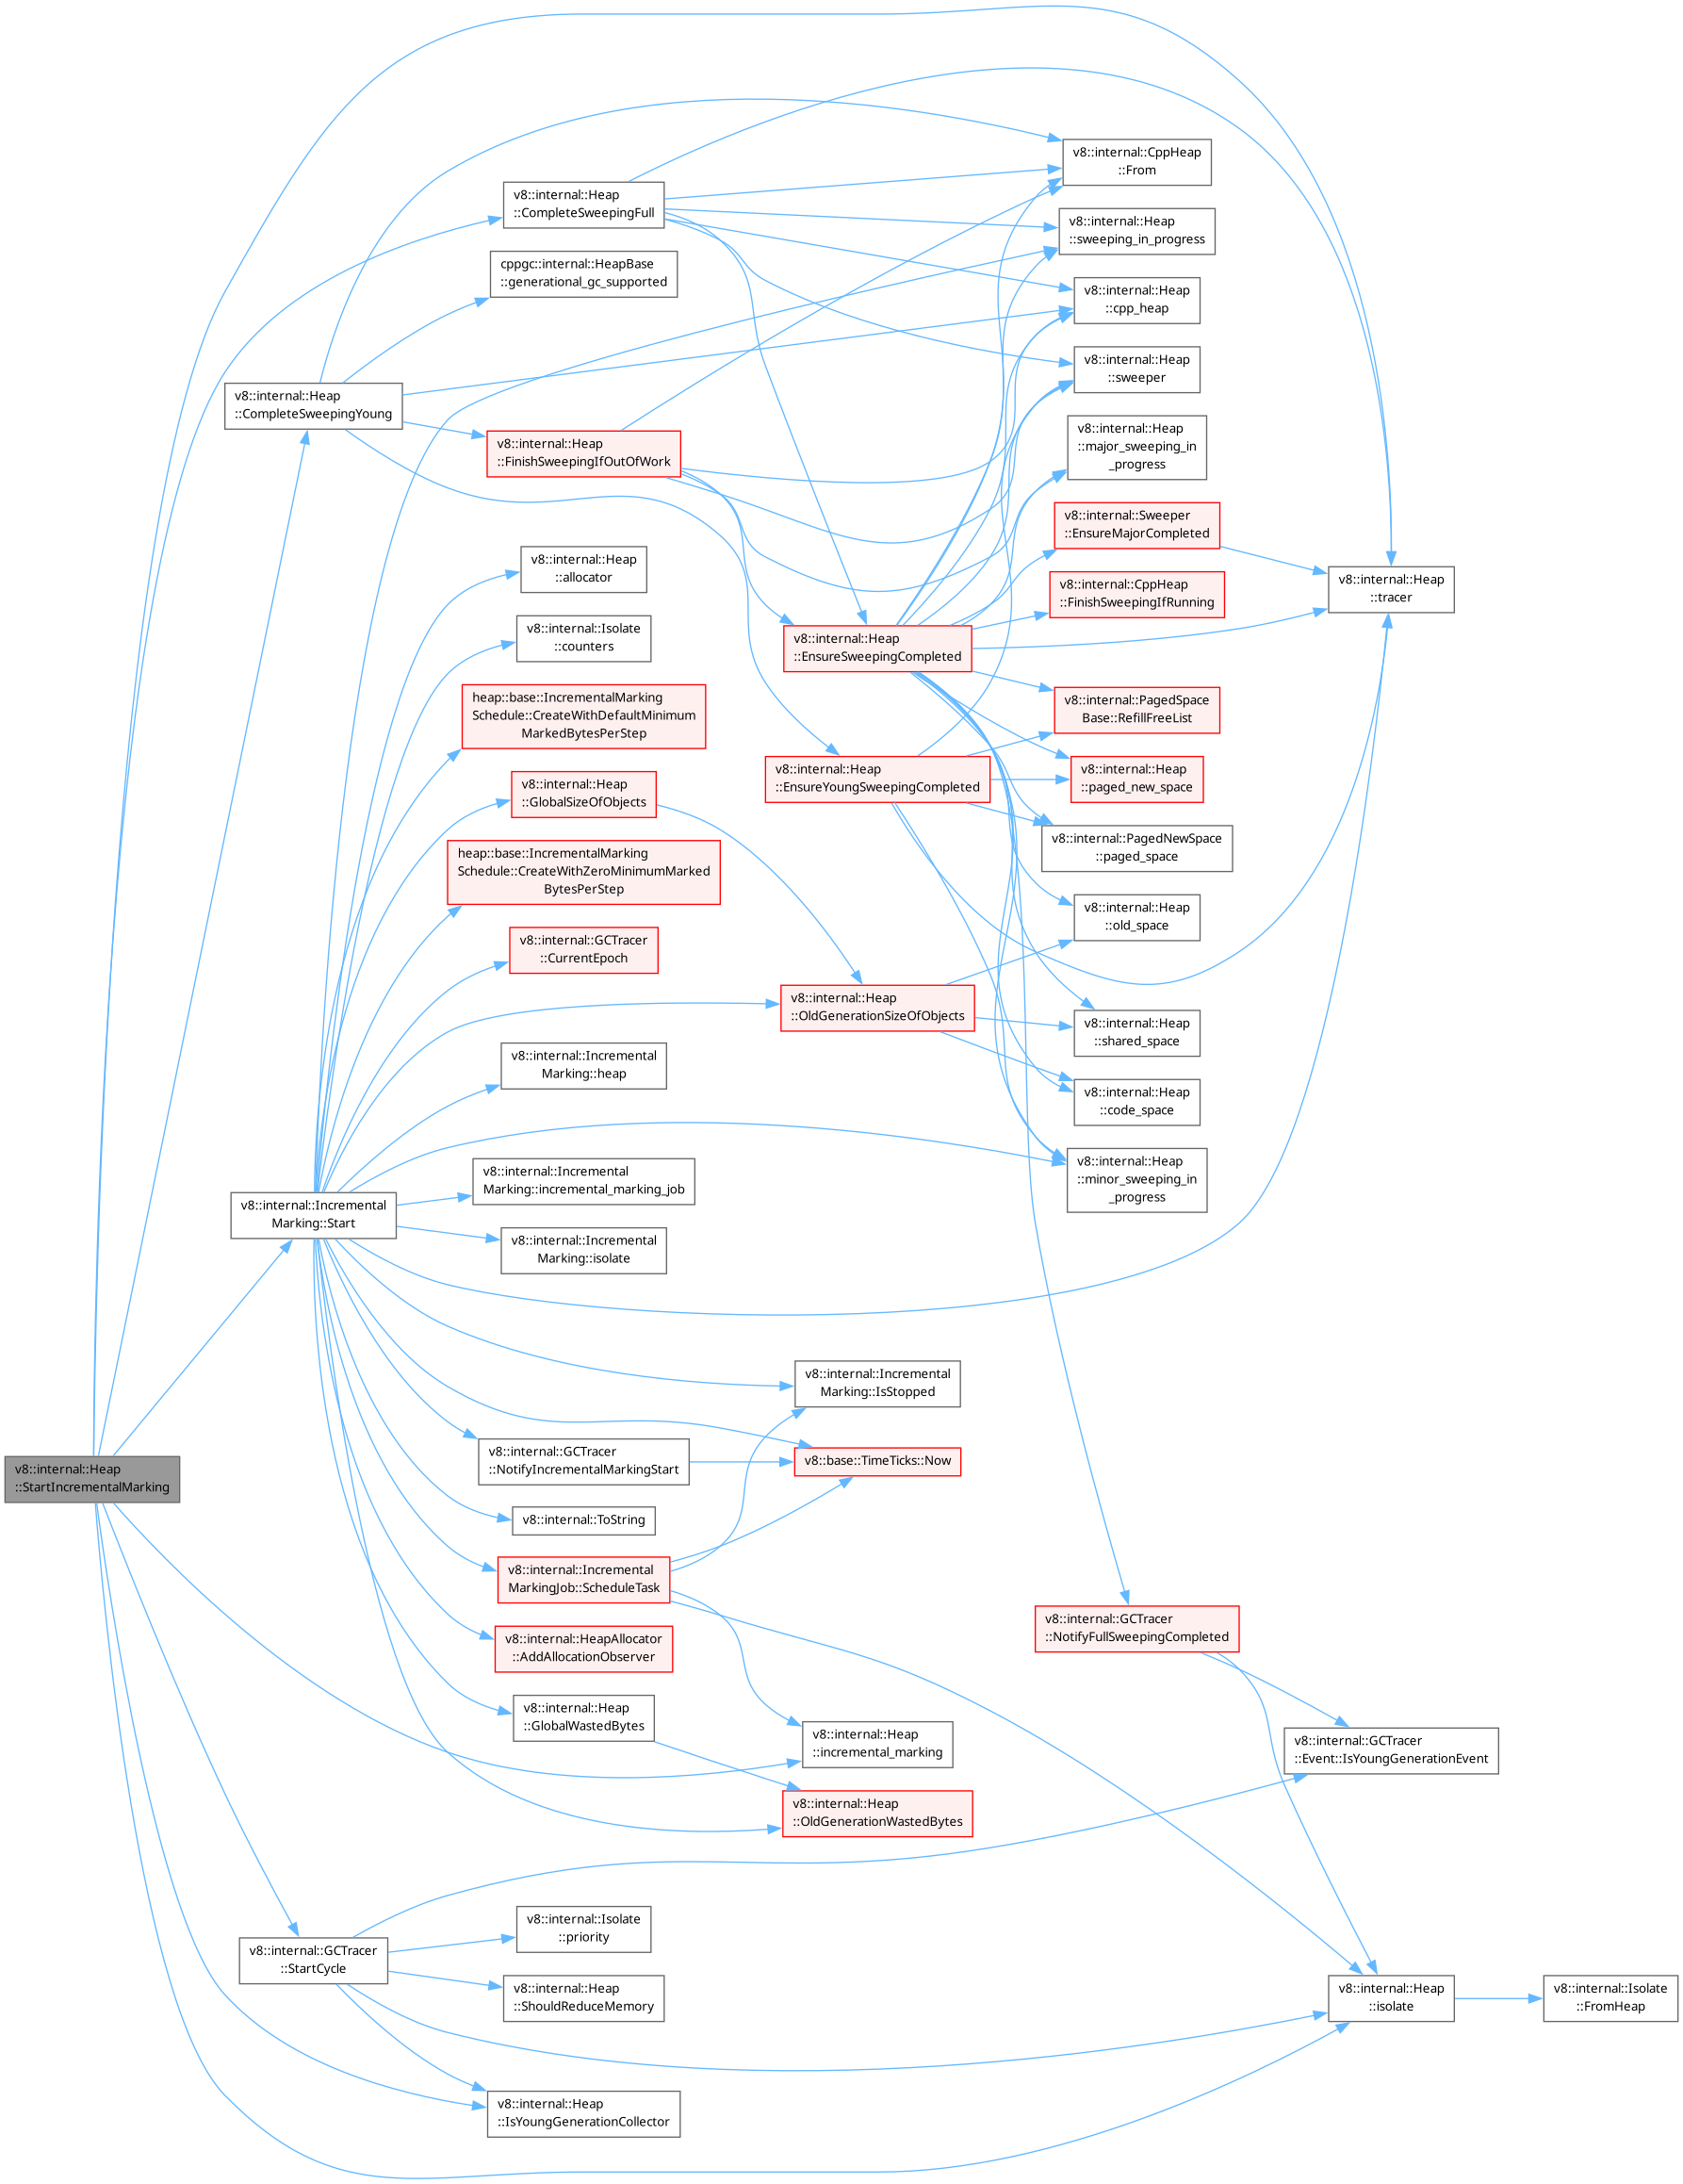 v8::internal::CppHeap
::From
v8::internal::Heap
::CompleteSweepingFull
v8::internal::Heap
::sweeping_in_progress
cppgc::internal::HeapBase
::generational_gc_supported
v8::internal::Heap
::cpp_heap
v8::internal::Heap
::sweeper
v8::internal::Heap
::CompleteSweepingYoung
v8::internal::Heap
::FinishSweepingIfOutOfWork
v8::internal::Heap
::major_sweeping_in
_progress
v8::internal::Sweeper
::EnsureMajorCompleted
v8::internal::Heap
::allocator
v8::internal::CppHeap
::FinishSweepingIfRunning
v8::internal::Heap
::tracer
v8::internal::Isolate
::counters
v8::internal::Heap
::EnsureSweepingCompleted
heap::base::IncrementalMarking
Schedule::CreateWithDefaultMinimum
MarkedBytesPerStep
v8::internal::PagedSpace
Base::RefillFreeList
v8::internal::Heap
::GlobalSizeOfObjects
v8::internal::Heap
::EnsureYoungSweepingCompleted
v8::internal::Heap
::paged_new_space
v8::internal::PagedNewSpace
::paged_space
heap::base::IncrementalMarking
Schedule::CreateWithZeroMinimumMarked
BytesPerStep
v8::internal::Heap
::old_space
v8::internal::GCTracer
::CurrentEpoch
v8::internal::Heap
::OldGenerationSizeOfObjects
v8::internal::Heap
::shared_space
v8::internal::Incremental
Marking::heap
v8::internal::Heap
::code_space
v8::internal::Incremental
Marking::incremental_marking_job
v8::internal::Heap
::minor_sweeping_in
_progress
v8::internal::Incremental
Marking::Start
v8::internal::Incremental
Marking::isolate
v8::internal::Incremental
Marking::IsStopped
v8::internal::Heap
::StartIncrementalMarking
v8::internal::GCTracer
::NotifyIncrementalMarkingStart
v8::base::TimeTicks::Now
v8::internal::ToString
v8::internal::Incremental
MarkingJob::ScheduleTask
v8::internal::HeapAllocator
::AddAllocationObserver
v8::internal::GCTracer
::NotifyFullSweepingCompleted
v8::internal::Heap
::GlobalWastedBytes
v8::internal::Heap
::incremental_marking
v8::internal::GCTracer
::Event::IsYoungGenerationEvent
v8::internal::Heap
::OldGenerationWastedBytes
v8::internal::Isolate
::priority
v8::internal::GCTracer
::StartCycle
v8::internal::Heap
::ShouldReduceMemory
v8::internal::Heap
::isolate
v8::internal::Isolate
::FromHeap
v8::internal::Heap
::IsYoungGenerationCollector